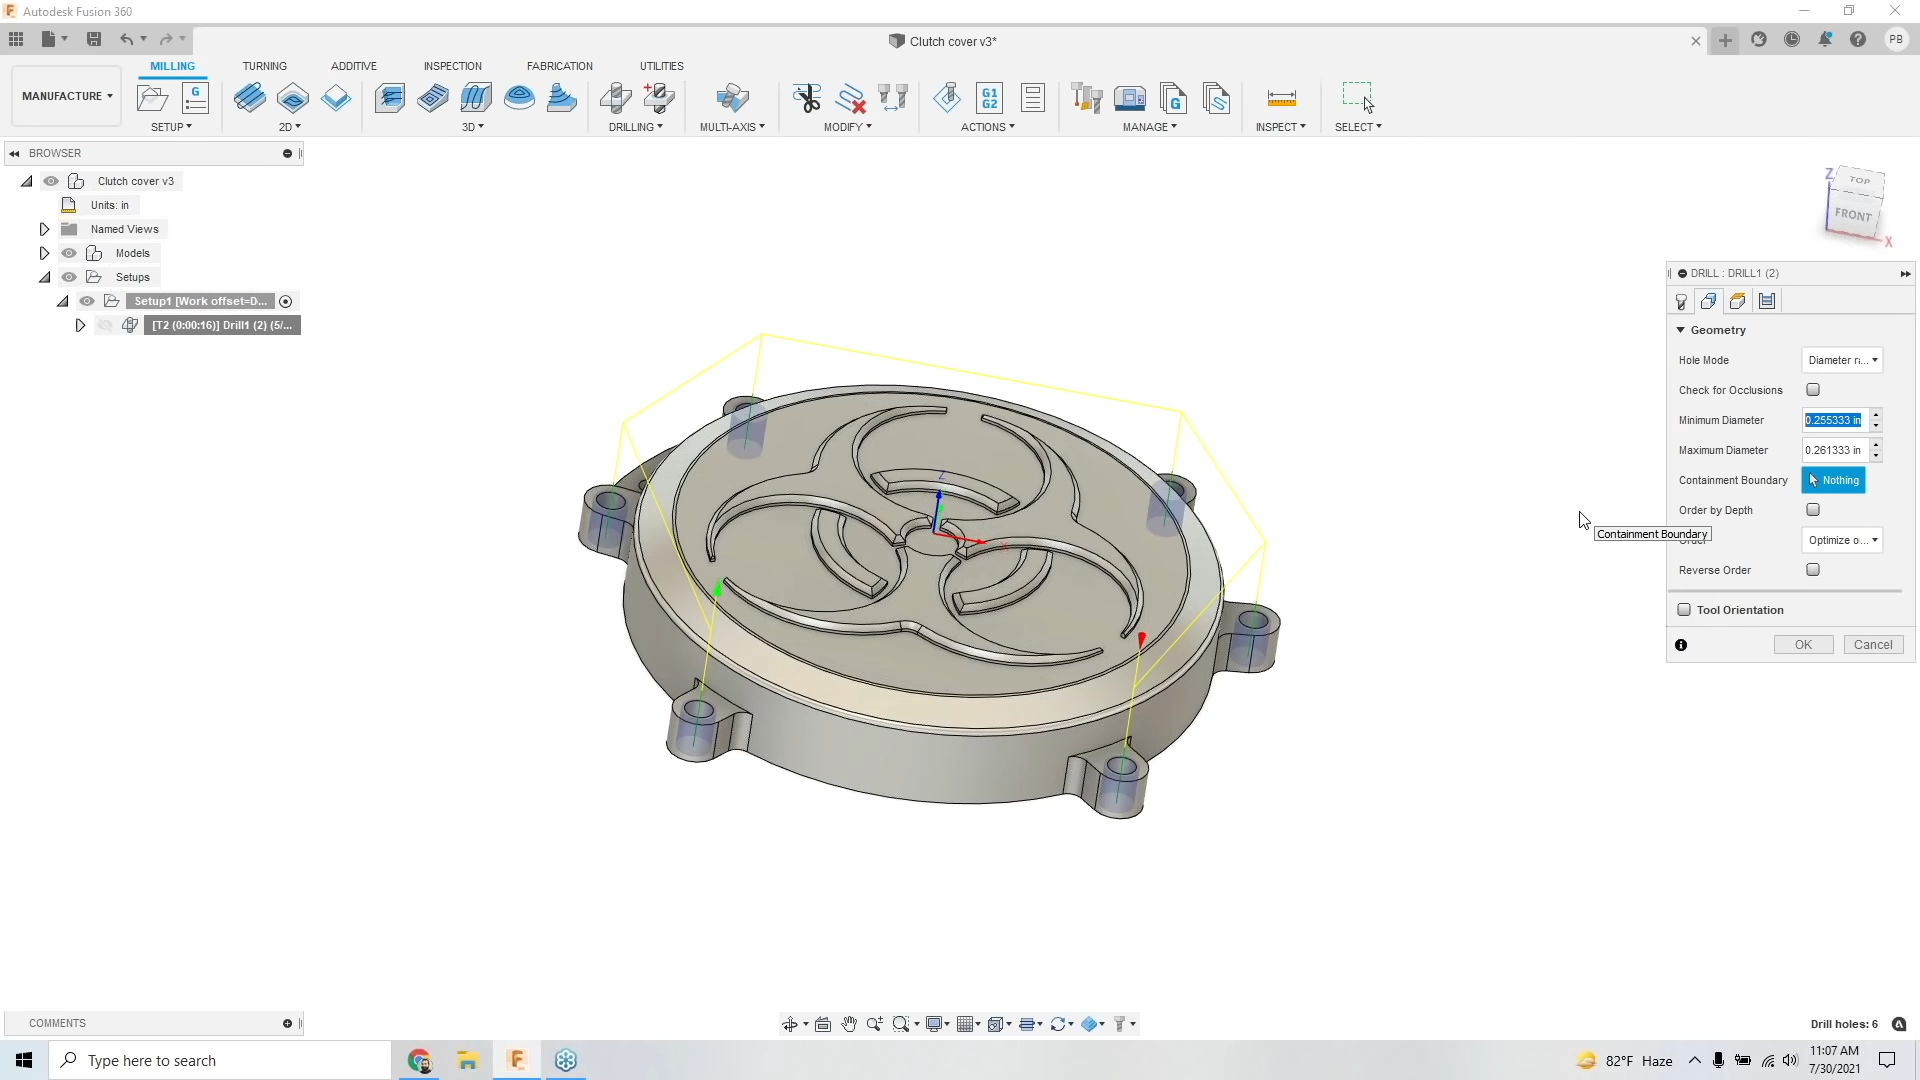 Autodesk Fusion 360
Clutch cover v3*
PB
MANUFACTURE
MILLING
TURNING
ADDITIVE
INSPECTION
FABRICATION
UTILITIES
G
G1
G2
G
SETUP
2D
3D
DRILLING
MULTI-AXIS
MODIFY
ACTIONS
MANAGE
INSPECT
SELECT
BROWSER
Clutch cover v3
Units: in
Named Views
Models
Setups
Setup1 [Work offset=D...
[T2 (0:00:16)] Drill1 (2) (5/...
Z
TOP
FRONT
X
Z
X
DRILL : DRILL1 (2)
Geometry
Hole Mode
Diameter r...
Check for Occlusions
Minimum Diameter
0.255333 in
Maximum Diameter
0.261333 in
Containment Boundary
Nothing
Order by Depth
Containment Boundary
Order
Optimize o...
Reverse Order
Tool Orientation
OK
Cancel
COMMENTS
Drill holes: 6
Type here to search
82°F Haze
11:07 AM
7/30/2021